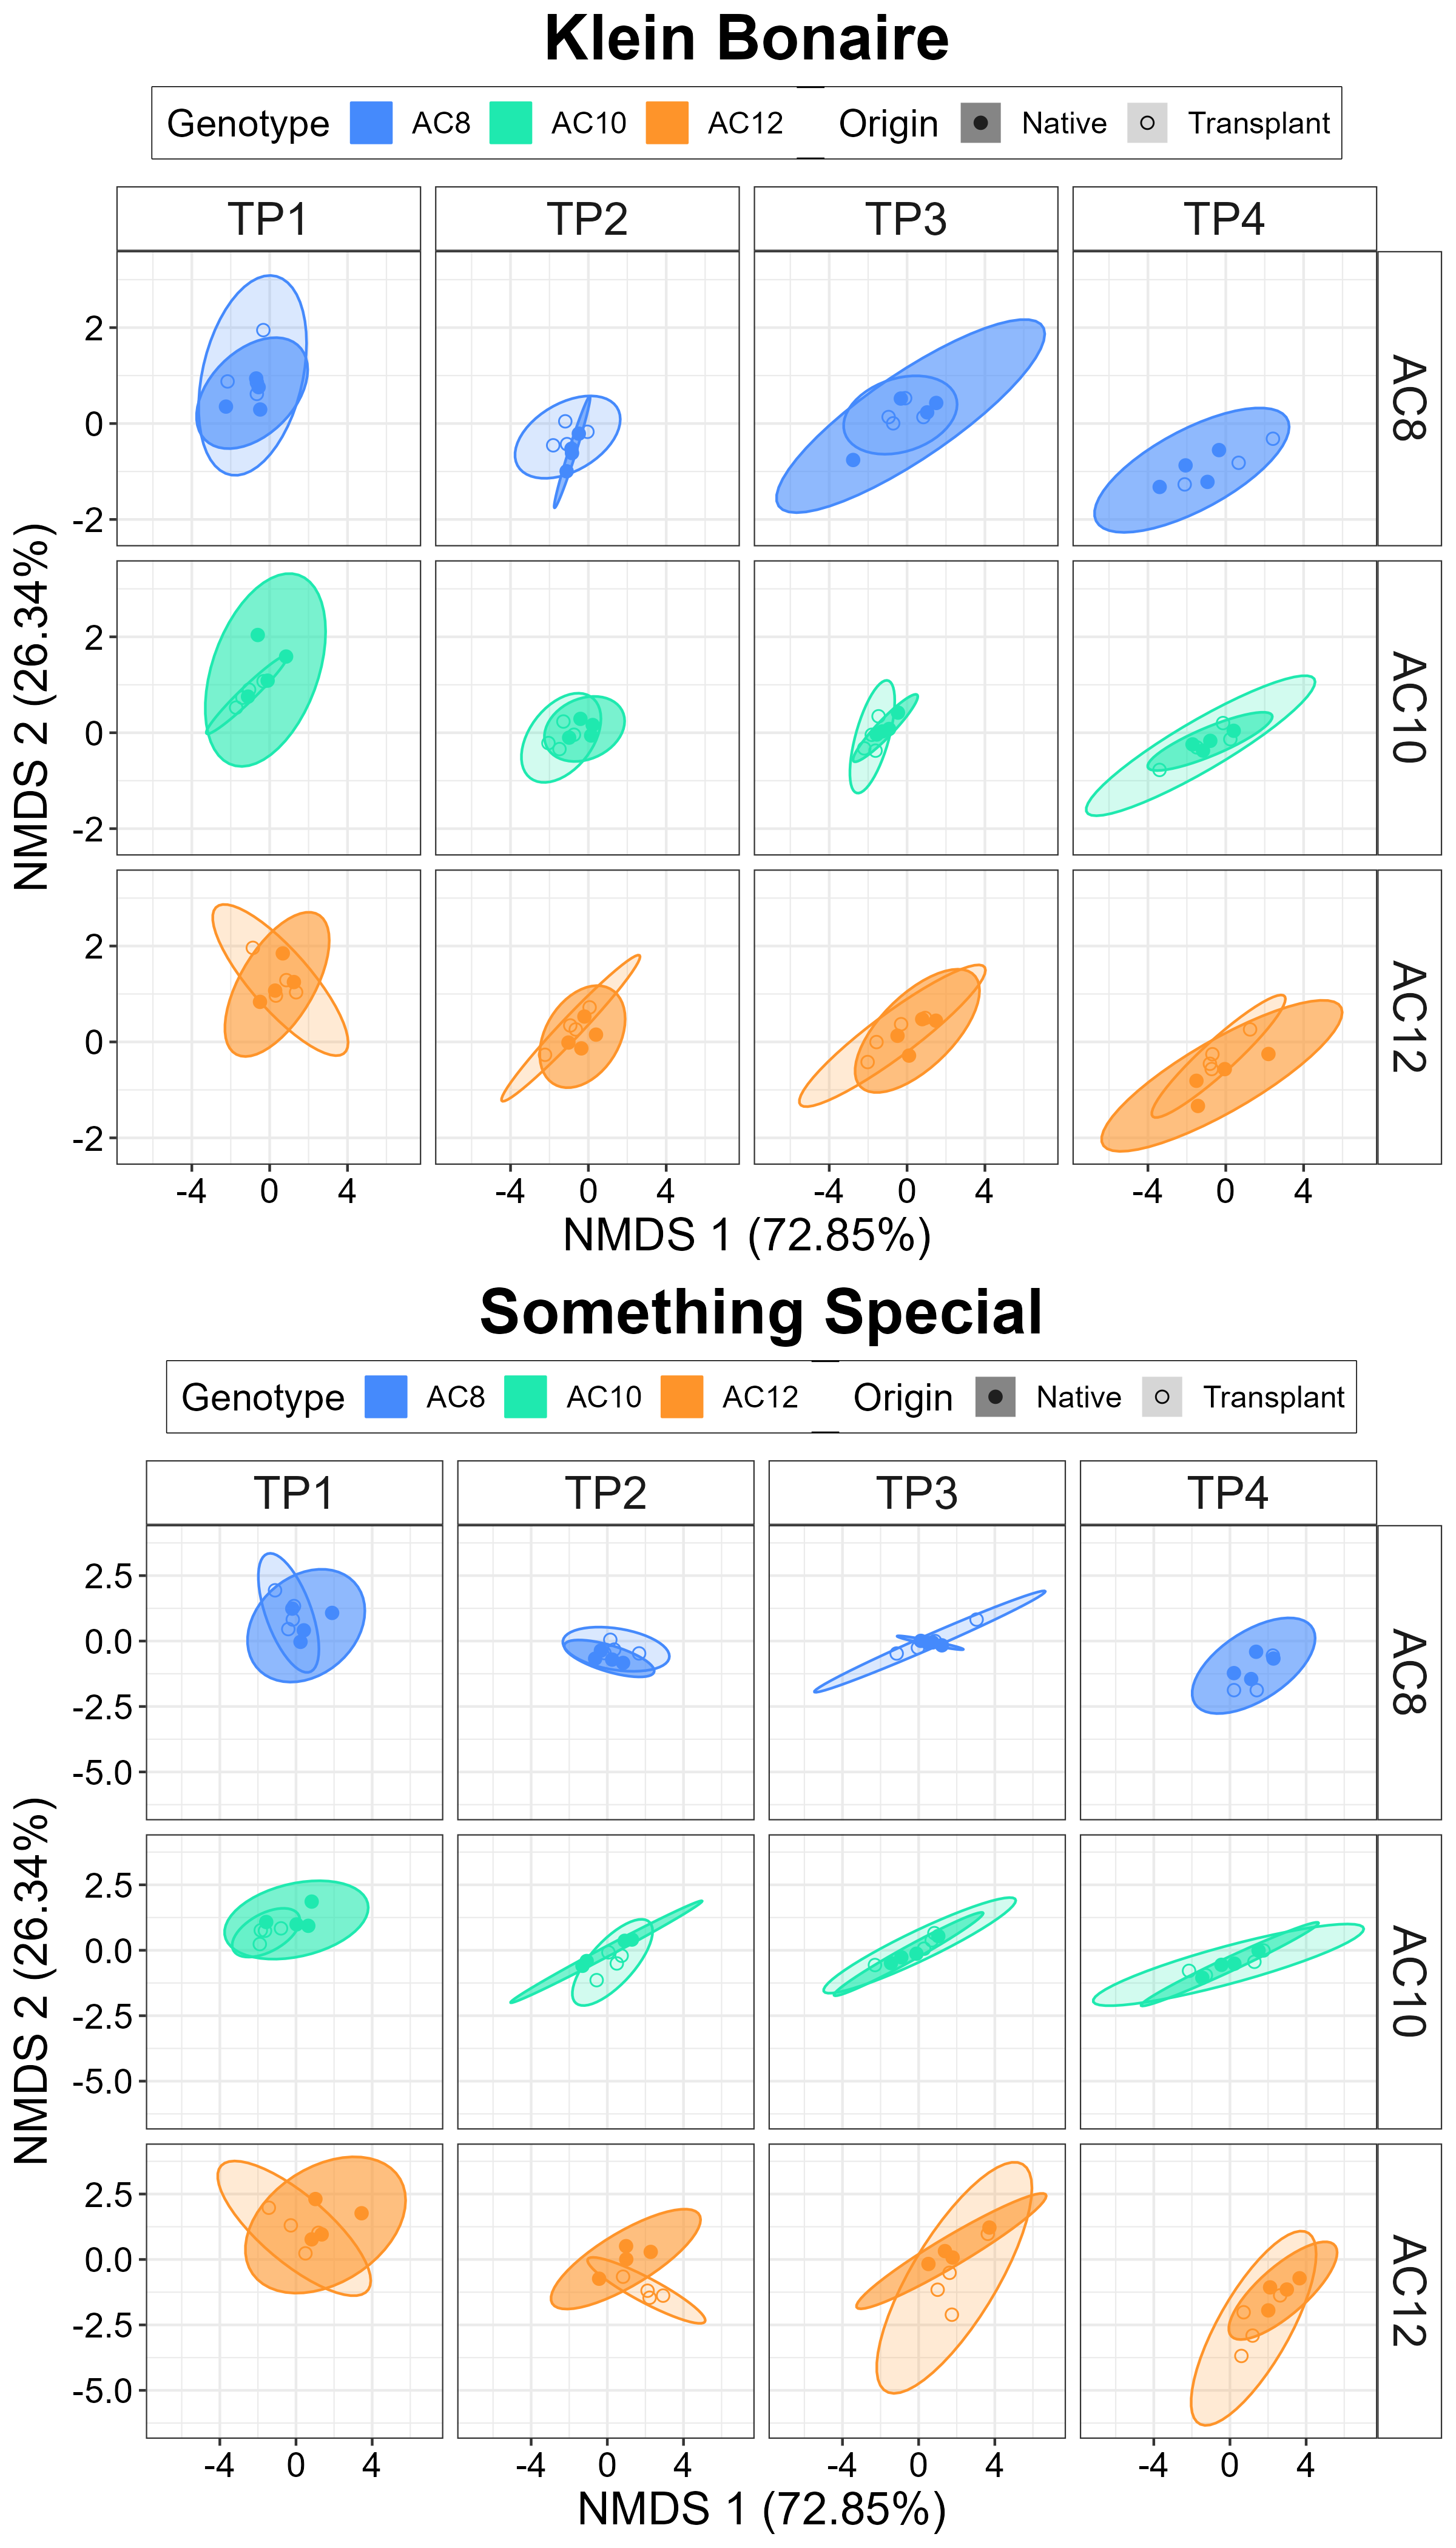 Klein Bonaire
Genotype AC8 AC10 AC12 Origin Native Transplant
TP1 TP2 TP3 TP4
2
0
-2
AC8
2
0
-2
AC10
2
0
-2
AC12
NMDS 2 (26.34%)
-4 0 4 -4 0 4 -4 0 4 -4 0 4
NMDS 1 (72.85%)
Something Special
Genotype AC8 AC10 AC12 Origin Native Transplant
TP1 TP2 TP3 TP4
2.5
0.0
-2.5
-5.0
AC8
2.5
0.0
-2.5
-5.0
AC10
2.5
0.0
-2.5
-5.0
AC12
NMDS 2 (26.34%)
-4 0 4 -4 0 4 -4 0 4 -4 0 4
NMDS 1 (72.85%)